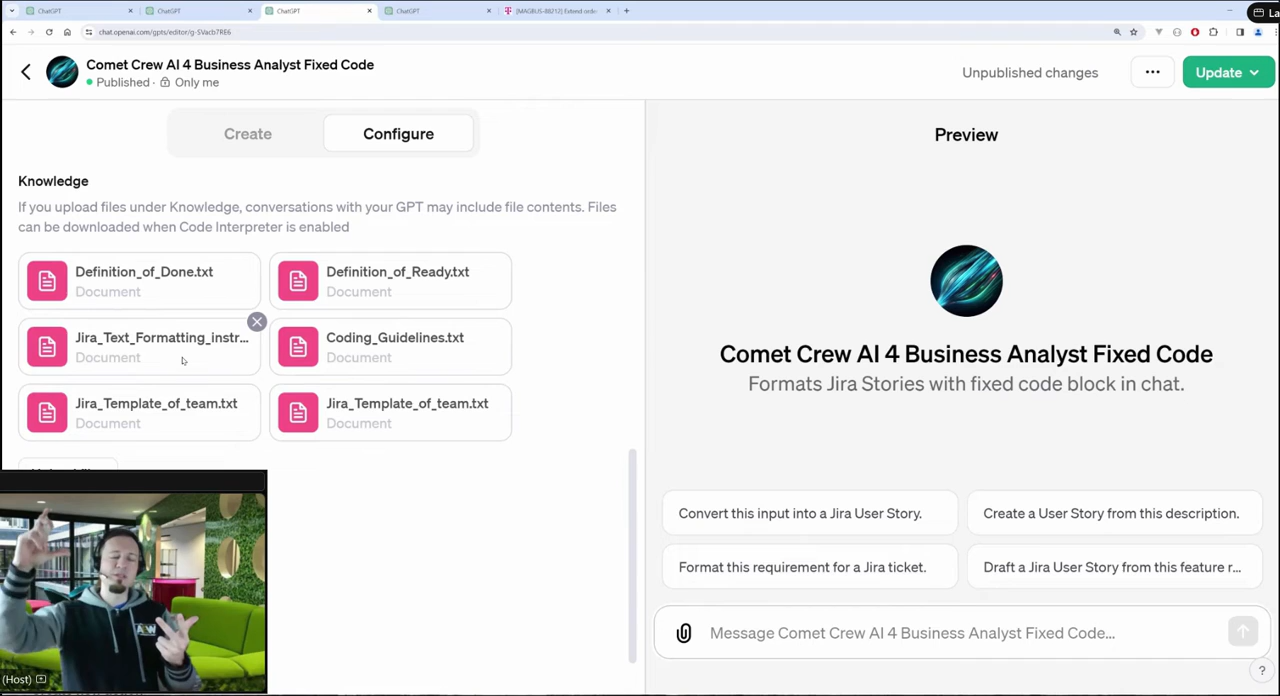 ChatGPT
ChatGPT
ChatGPT
ChatGPT
[MAGBUS-88212] Extend orde
La
chat.openai.com/gpts/editor/g-SVacb7RE6
Comet Crew AI 4 Business Analyst Fixed Code
Published · Only me
Unpublished changes
Update
Create
Configure
Preview
Knowledge
If you upload files under Knowledge, conversations with your GPT may include file contents. Files
can be downloaded when Code Interpreter is enabled
Definition_of_Done.txt
Document
Definition_of_Ready.txt
Document
Jira_Text_Formatting_instr...
Document
Coding_Guidelines.txt
Document
Jira_Template_of_team.txt
Document
Jira_Template_of_team.txt
Document
Comet Crew AI 4 Business Analyst Fixed Code
Formats Jira Stories with fixed code block in chat.
Convert this input into a Jira User Story.
Create a User Story from this description.
Format this requirement for a Jira ticket.
Draft a Jira User Story from this feature r...
Message Comet Crew AI 4 Business Analyst Fixed Code...
?
(Host)